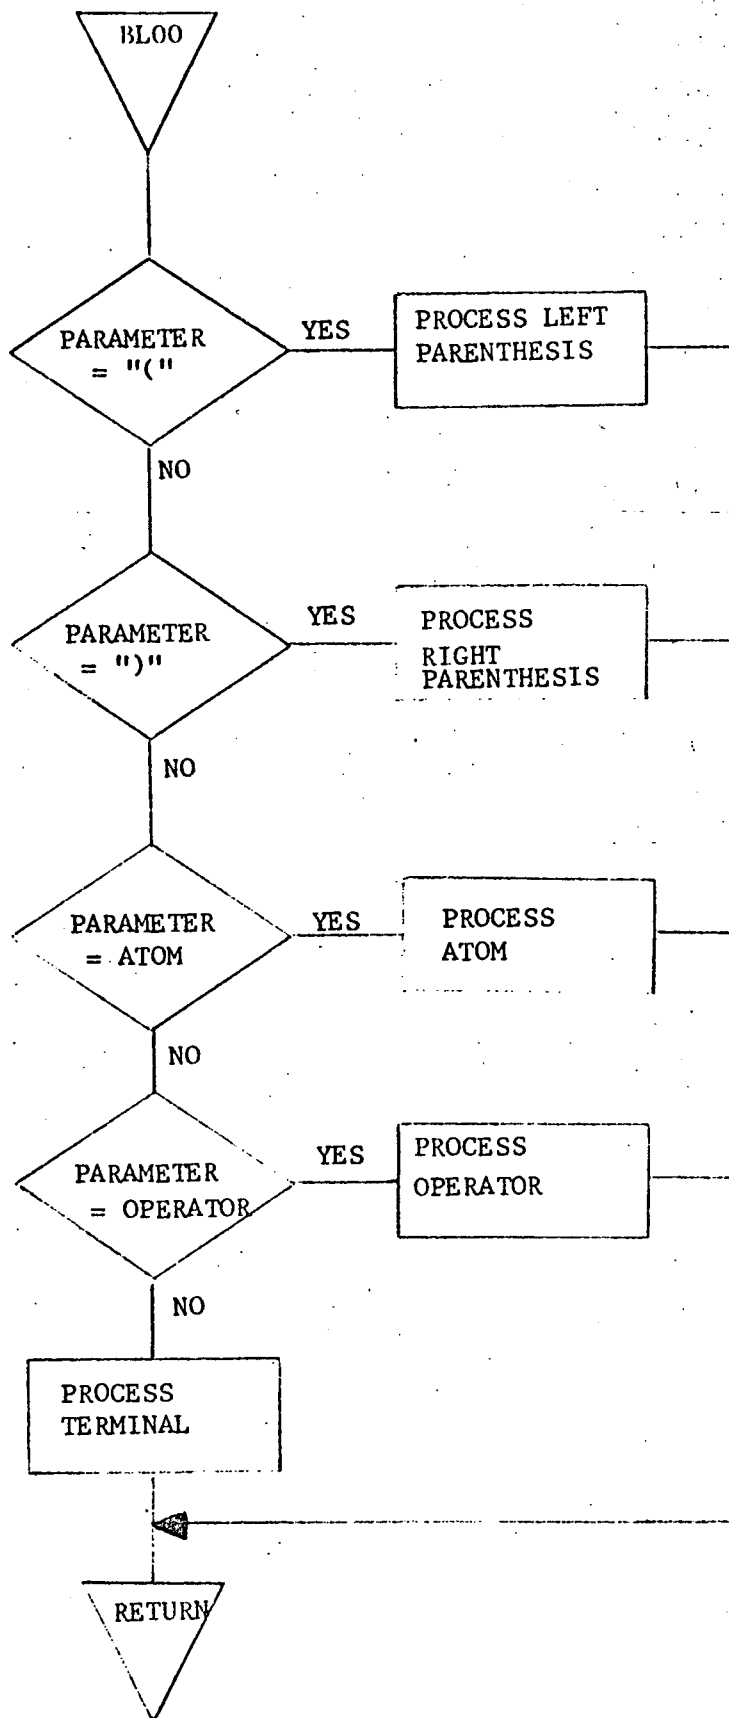 BLOO
PARAMETER
= "("
YES
PROCESS LEFT
PARENTHESIS
NO
PARAMETER
= ")"
YES
PROCESS
RIGHT
PARENTHESIS
NO
PARAMETER
= ATOM
YES
PROCESS
ATOM
NO
PARAMETER
= OPERATOR
YES
PROCESS
OPERATOR
NO
PROCESS
TERMINAL
RETURN